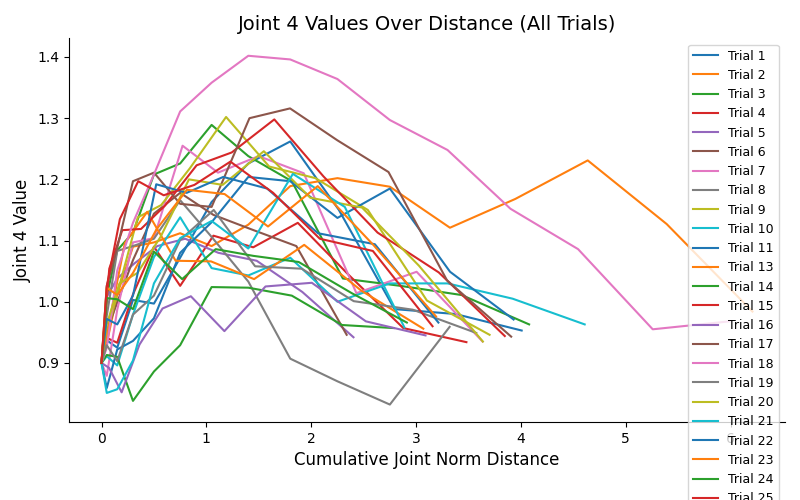 Joint 4 Values Over Distance (All Trials)
1.4
1.3
1.2
1.1
1.0
0.9
Joint 4 Value
0
1
2
3
4
5
6
Cumulative Joint Norm Distance
Trial 1
Trial 2
Trial 3
Trial 4
Trial 5
Trial 6
Trial 7
Trial 8
Trial 9
Trial 10
Trial 11
Trial 13
Trial 14
Trial 15
Trial 16
Trial 17
Trial 18
Trial 19
Trial 20
Trial 21
Trial 22
Trial 23
Trial 24
Trial 25